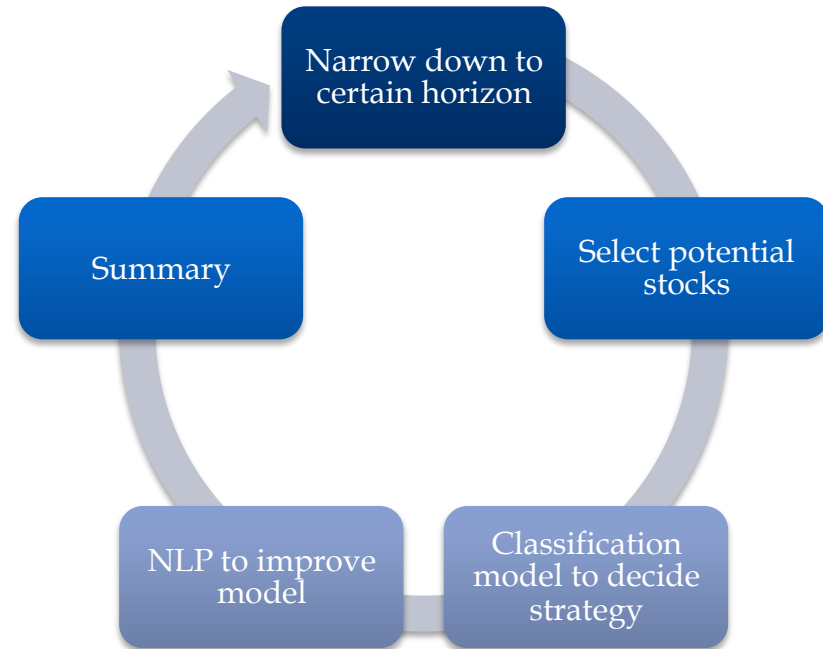 Narrow down to
certain horizon
Select potential
stocks
Classification
model to decide
strategy
NLP to improve
model
Summary